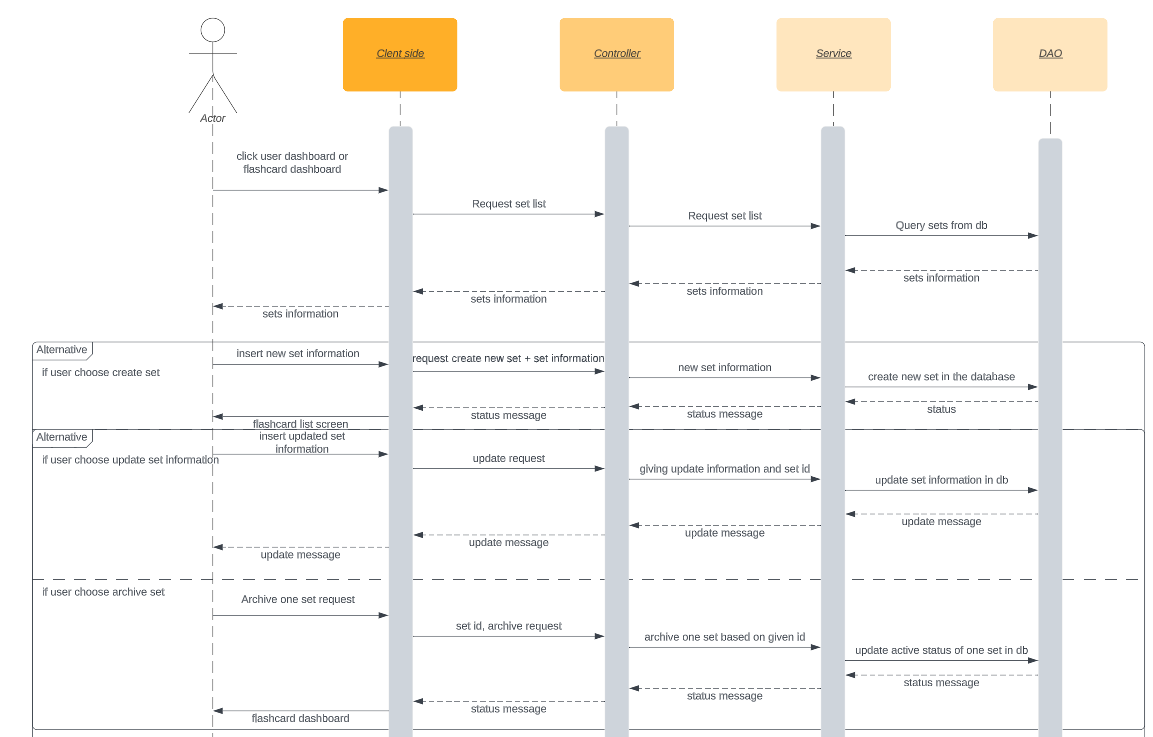 Clent side
Controller
Service
DAO
Actor
click user dashboard or
flashcard dashboard
Request set list
Request set list
Query sets from db
sets information
sets information
sets information
sets information
Alternative
insert new set information
request create new set + set information
new set information
create new set in the database
if user choose create set
status
status message
status message
flashcard list screen
Alternative
insert updated set
information
if user choose update set information
update request
giving update information and set id
update set information in db
update message
update message
update message
update message
if user choose archive set
Archive one set request
set id, archive request
archive one set based on given id
update active status of one set in db
status message
status message
status message
flashcard dashboard